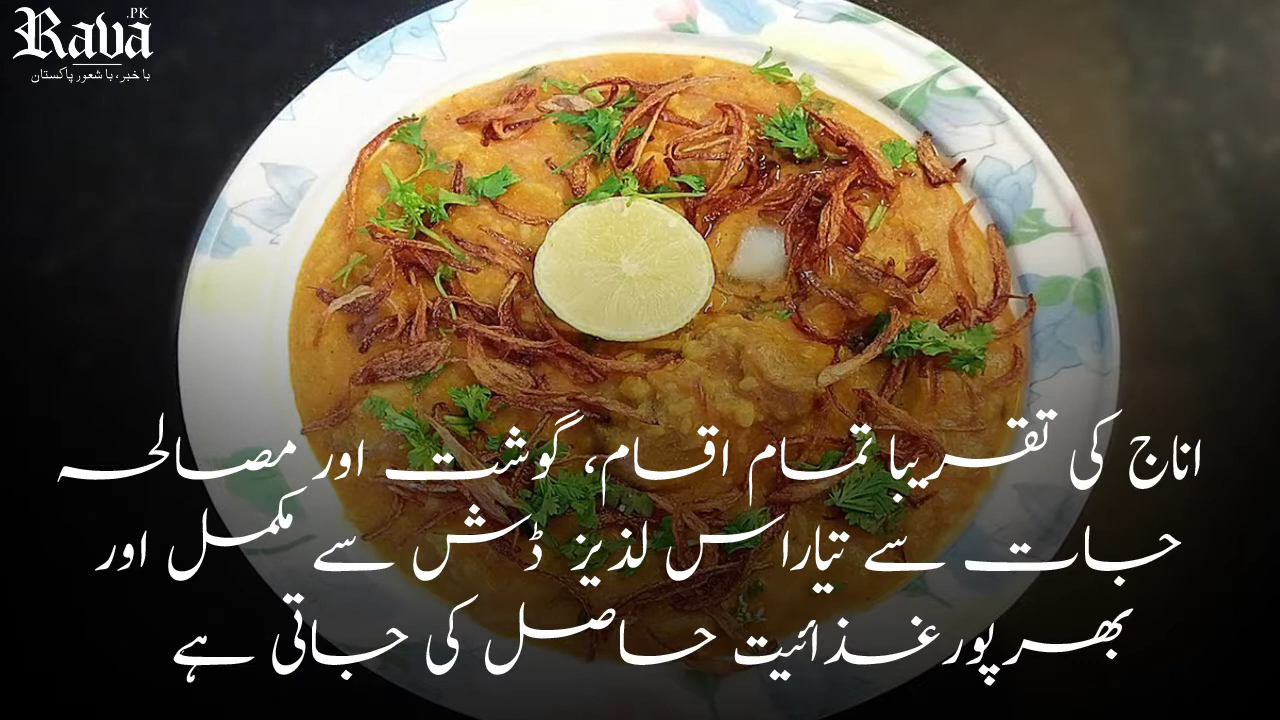 Rava.PK
با خبر، با شعور پاکستان
اناج کی تقریبا تمام اقسام، گوشت اور مصالحہ
جات سے تیار اس لذیز ڈش سے مکمل اور
بھرپور غذائیت حاصل کی جاتی ہے